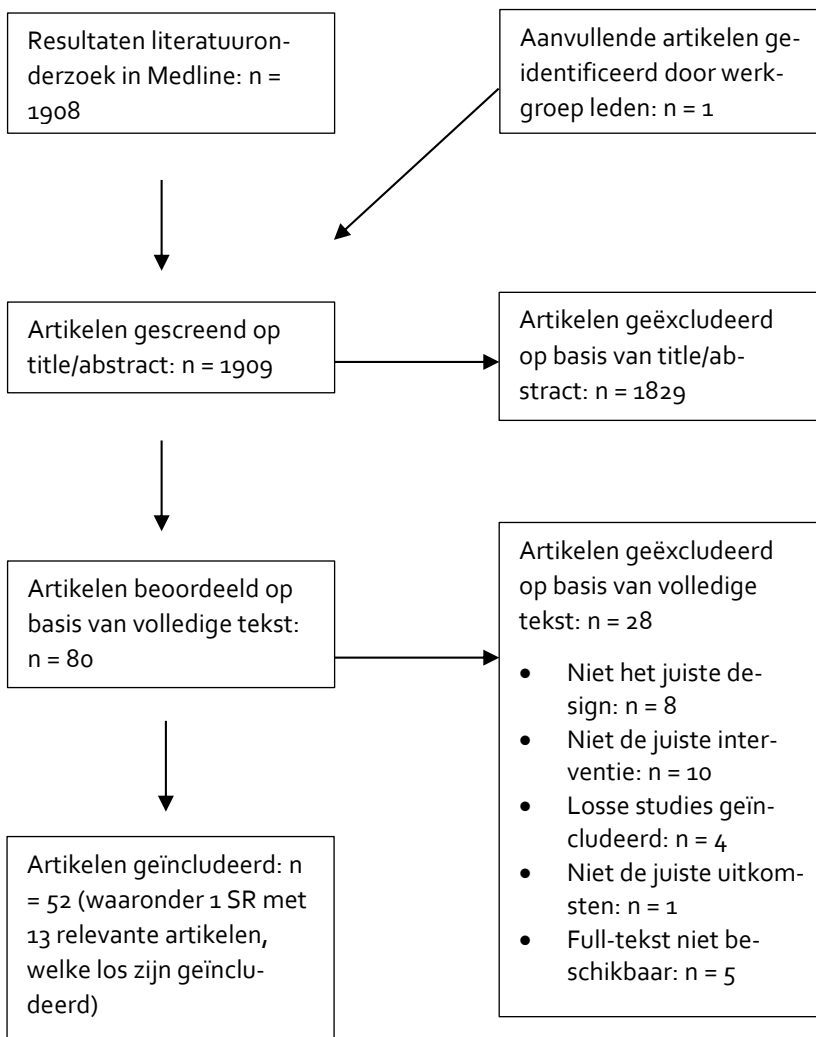 Resultaten literatuuron-
derzoek in Medline: n =
1908
Aanvullende artikelen ge-
identificeerd door werk-
groep leden: n = 1
Artikelen gescreend op
title/abstract: n = 1909
Artikelen geëxcludeerd
op basis van title/ab-
stract: n = 1829
Artikelen beoordeeld op
basis van volledige tekst:
n = 80
Artikelen geëxcludeerd
op basis van volledige
tekst: n = 28
• Niet het juiste de-
sign: n = 8
• Niet de juiste inter-
ventie: n = 10
• Losse studies geïn-
cludeerd: n = 4
• Niet de juiste uitkom-
sten: n = 1
• Full-tekst niet be-
schikbaar: n = 5
Artikelen geïncludeerd: n
= 52 (waaronder 1 SR met
13 relevante artikelen,
welke los zijn geïnclu-
deerd)